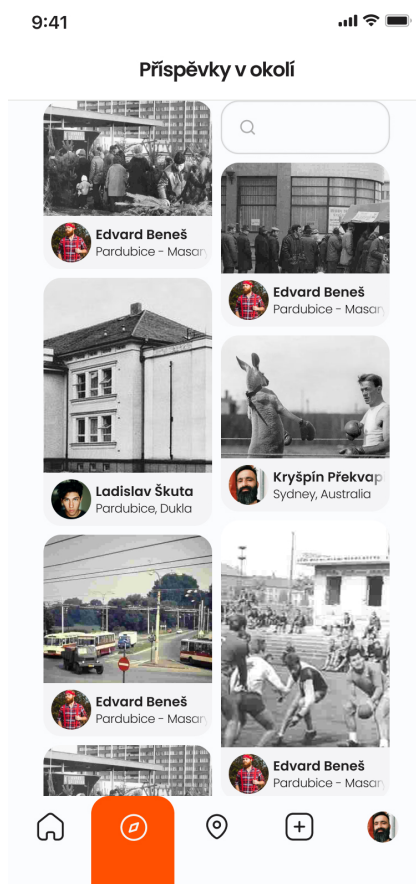 9:41
Příspěvky v okolí
Edvard Beneš
Pardubice - Masar
Edvard Beneš
Pardubice - Masar
Ladislav Škuta
Pardubice, Dukla
Kryšpín Překvap
Sydney, Australia
Edvard Beneš
Pardubice - Masar
Edvard Beneš
Pardubice - Masar